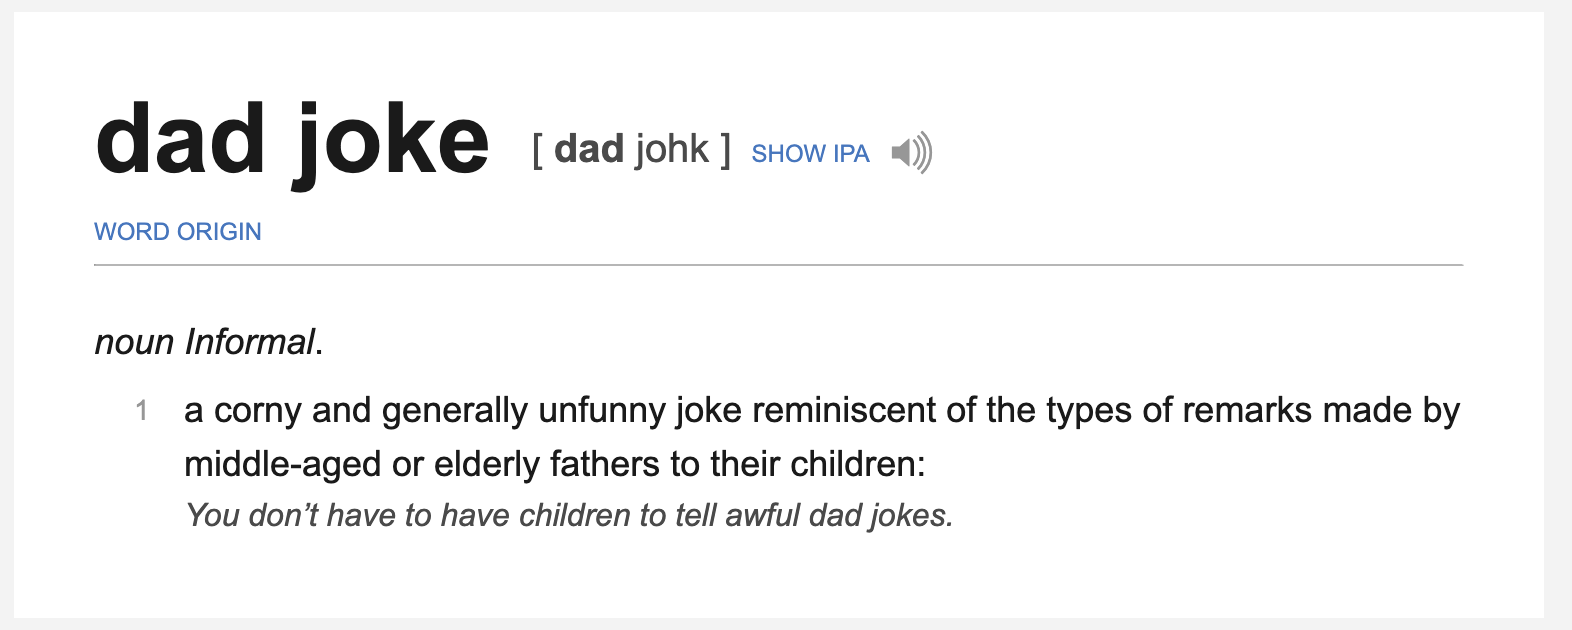 dad joke [ dad johk ] SHOW IPA
WORD ORIGIN
noun Informal.
1 a corny and generally unfunny joke reminiscent of the types of remarks made by
middle-aged or elderly fathers to their children:
You don’t have to have children to tell awful dad jokes.